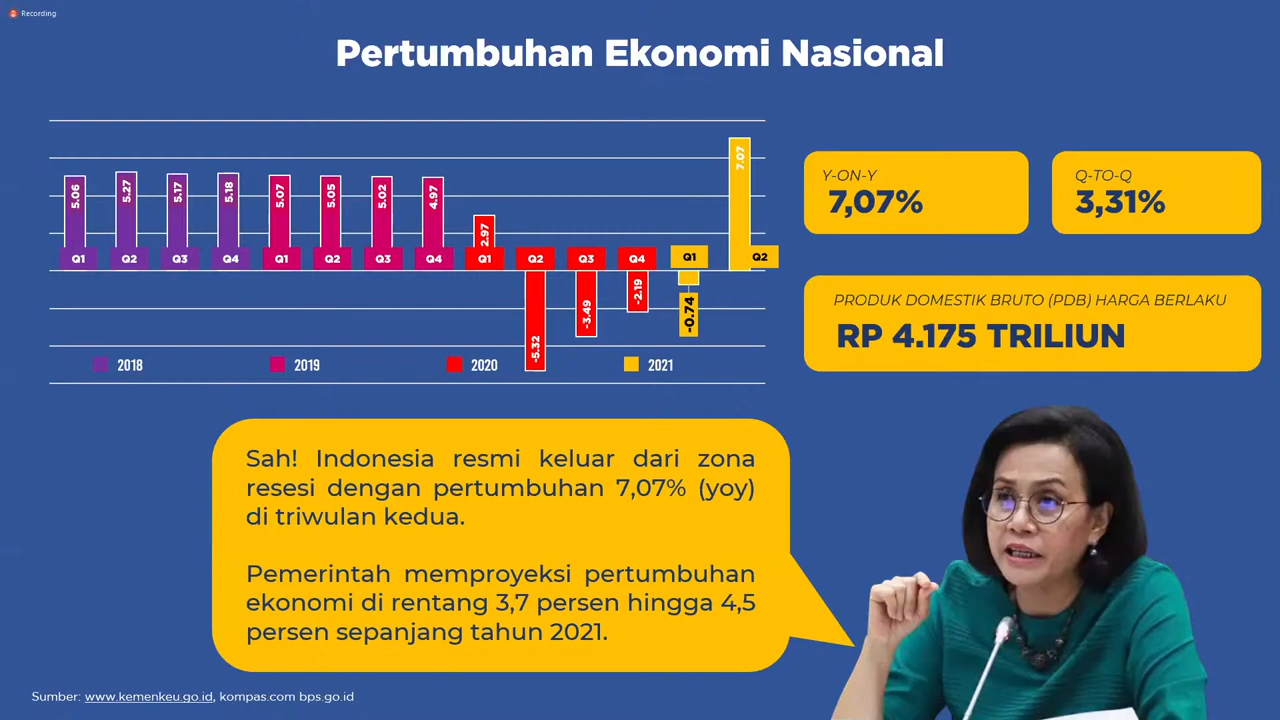 Recording
Pertumbuhan Ekonomi Nasional
5.06 5.27 5.17 5.18 5.07 5.05 5.02 4.97 2.97 7.07
Q1 Q2 Q3 Q4 Q1 Q2 Q3 Q4 Q1 Q2 Q3 Q4 Q1 Q2
-5.32 -3.49 -2.19 -0.74
2018 2019 2020 2021
Y-ON-Y
7,07%
Q-TO-Q
3,31%
PRODUK DOMESTIK BRUTO (PDB) HARGA BERLAKU
RP 4.175 TRILIUN
Sah! Indonesia resmi keluar dari zona
resesi dengan pertumbuhan 7,07% (yoy)
di triwulan kedua.
Pemerintah memproyeksi pertumbuhan
ekonomi di rentang 3,7 persen hingga 4,5
persen sepanjang tahun 2021.
Sumber: www.kemenkeu.go.id, kompas.com bps.go.id